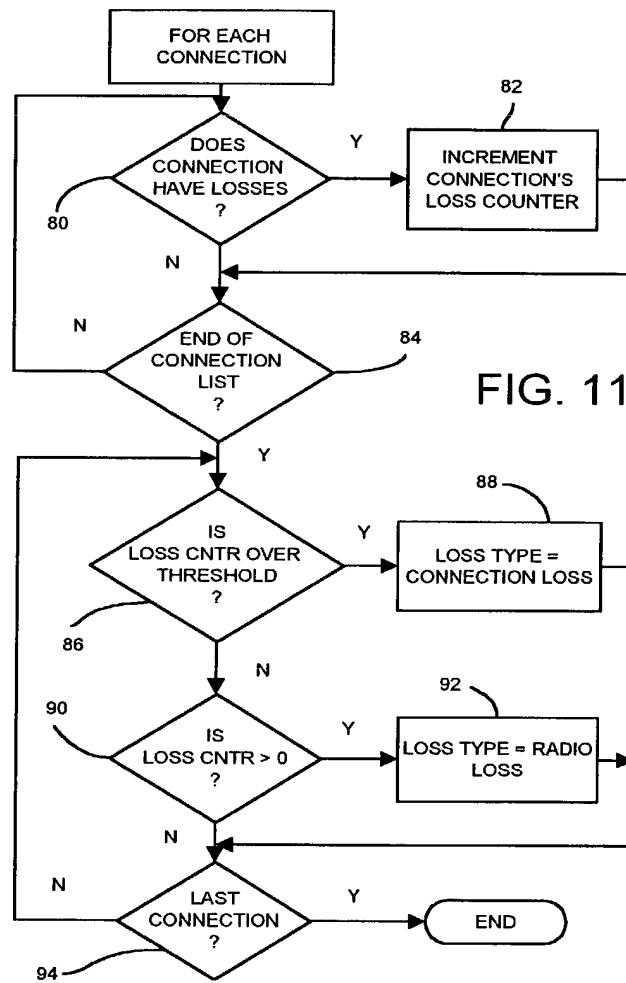 FOR EACH
CONNECTION
DOES
CONNECTION
HAVE LOSSES
?
80
Y
82
INCREMENT
CONNECTION'S
LOSS COUNTER
N
N
END OF
CONNECTION
LIST
?
84
FIG. 11
Y
IS
LOSS CNTR OVER
THRESHOLD
?
86
Y
88
LOSS TYPE =
CONNECTION LOSS
N
90
IS
LOSS CNTR > 0
?
Y
92
LOSS TYPE = RADIO
LOSS
N
N
LAST
CONNECTION
?
94
Y
END